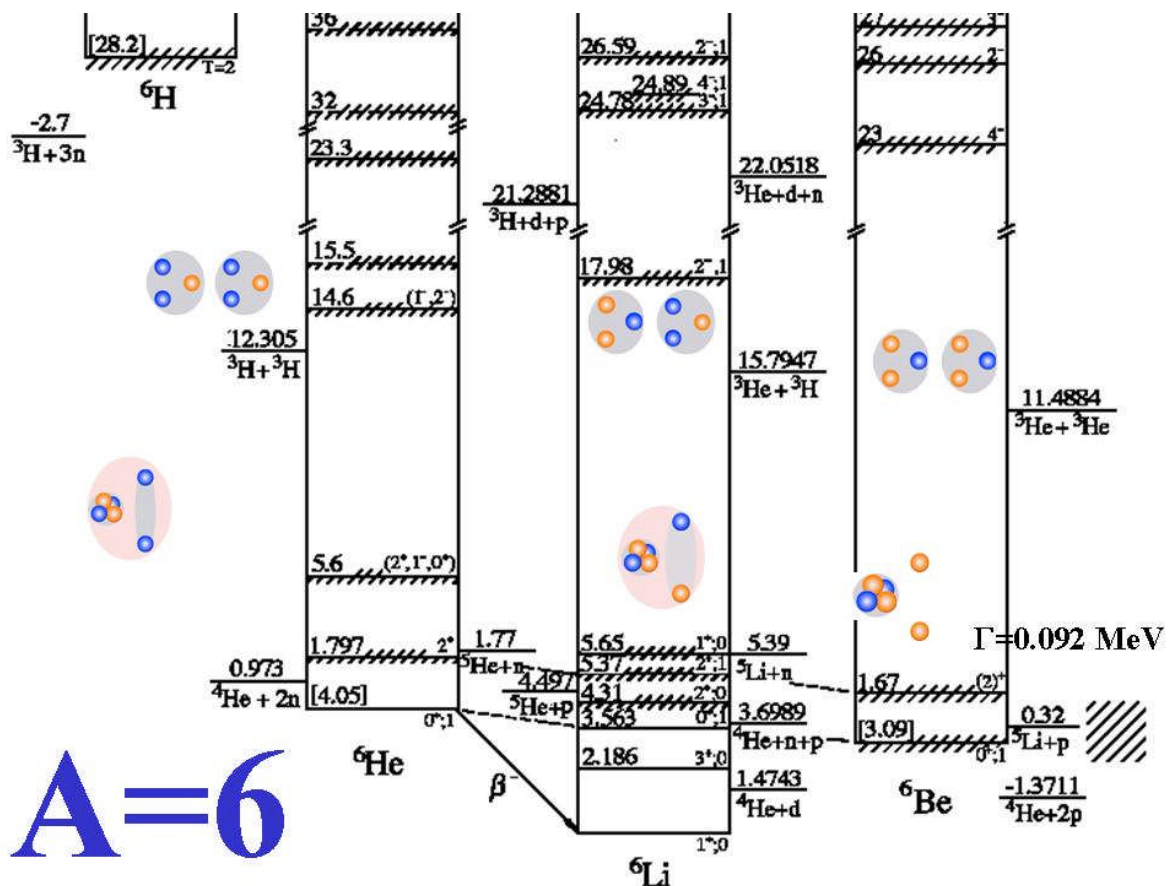 [28.2]
T=2
⁶H
-2.7
³H+3n
36
32
23.3
15.5
14.6 (1⁻,2⁻)
12.305
³H+³H
5.6 (2⁺,1⁻,0⁺)
1.797 2⁺
1.77
⁵He+n
0.973
⁴He+2n
[4.05]
0⁺;1
⁶He
β⁻
26.59 2⁻;1
24.89 4⁻;1
24.78 3⁻;1
22.0518
³He+d+n
21.2881
³H+d+p
17.98 2⁻,1
15.7947
³He+³H
5.65 1⁺;0
5.39
⁵Li+n
5.37 2⁺;1
4.497
⁵He+p
4.31 2⁺;0
3.563 0⁺;1
3.6989
⁴He+n+p
2.186 3⁺;0
1.4743
⁴He+d
1⁺;0
⁶Li
27 3⁻
26 2⁻
23 4⁻
11.4884
³He+³He
Γ=0.092 MeV
1.67 (2)⁺
[3.09]
0⁺;1
0.32
⁵Li+p
⁶Be
-1.3711
⁴He+2p
A=6